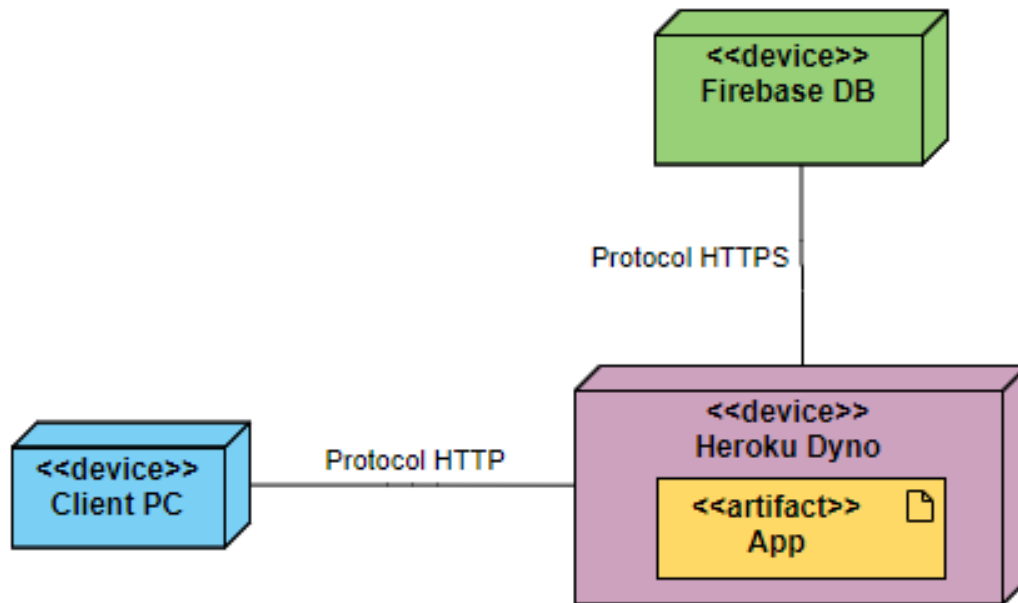 <<device>>
Firebase DB
Protocol HTTPS
<<device>>
Heroku Dyno
<<device>>
Client PC
Protocol HTTP
<<artifact>>
App